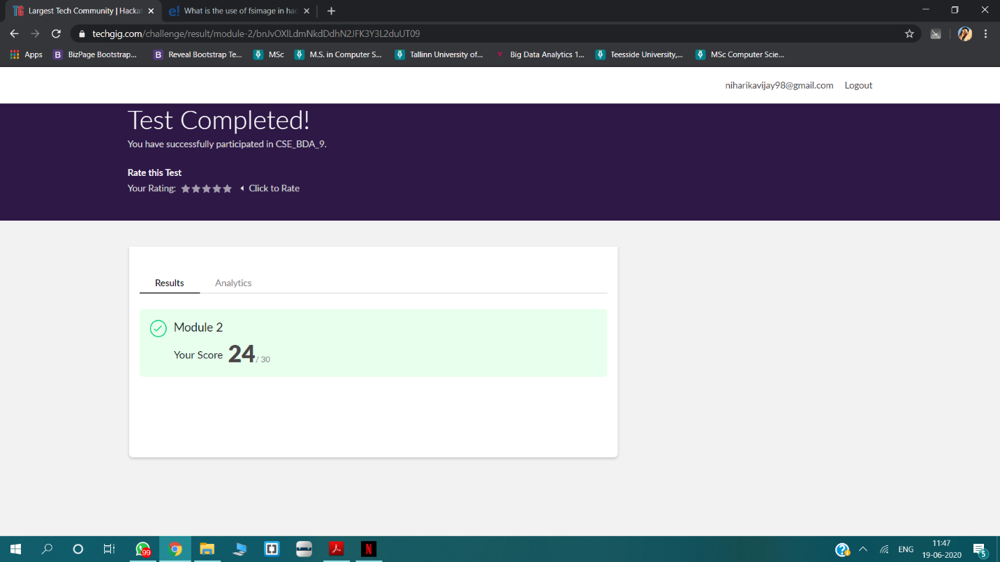 Largest Tech Community | Hacka
What is the use of fsimage in had
techgig.com/challenge/result/module-2/bnJvOXlLdmNkdDdhN2JFK3Y3L2duUT09
Apps
BizPage Bootstrap...
Reveal Bootstrap Te...
MSc
M.S. in Computer S...
Tallinn University of...
Big Data Analytics 1...
Teesside University,...
MSc Computer Scie...
niharikavijay98@gmail.com Logout
Test Completed!
You have successfully participated in CSE_BDA_9.
Rate this Test
Your Rating: Click to Rate
Results Analytics
Module 2
Your Score 24 / 30
99
ENG
11:47
19-06-2020
5